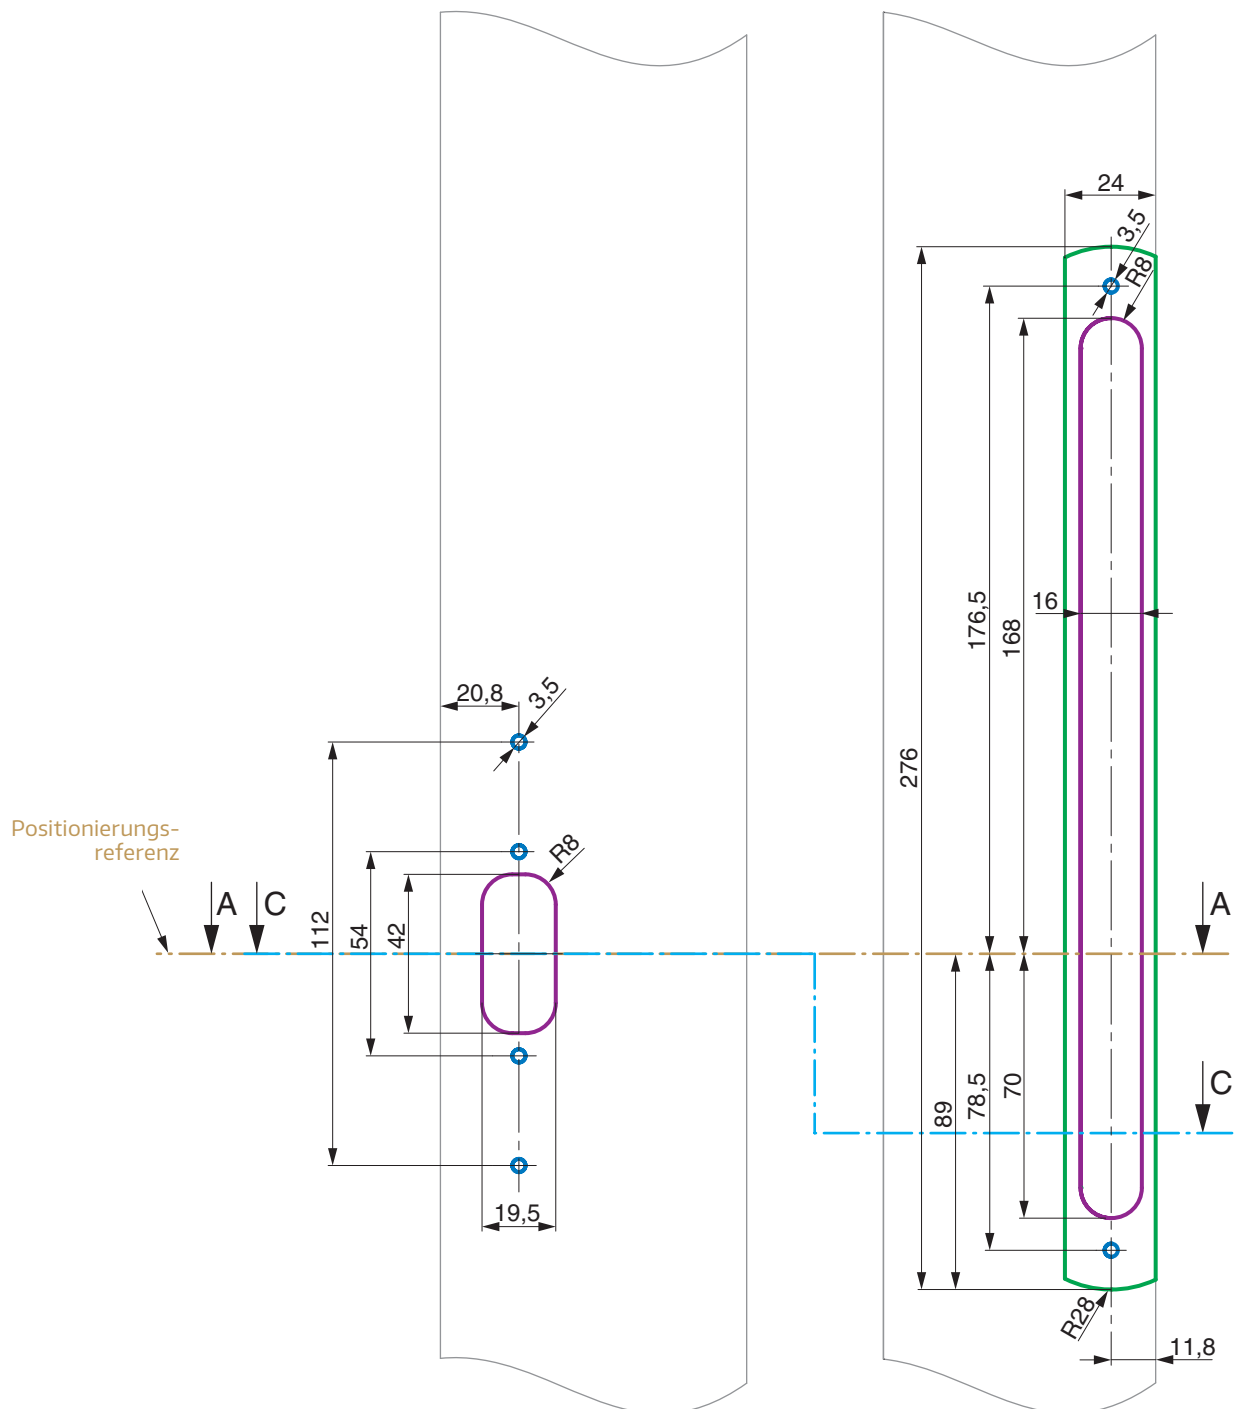 24
3,5
R8
176,5
168
16
276
20,8
3,5
R8
112
54
42
Positionierungs-
referenz
A
C
A
89
78,5
70
C
19,5
R28
11,8